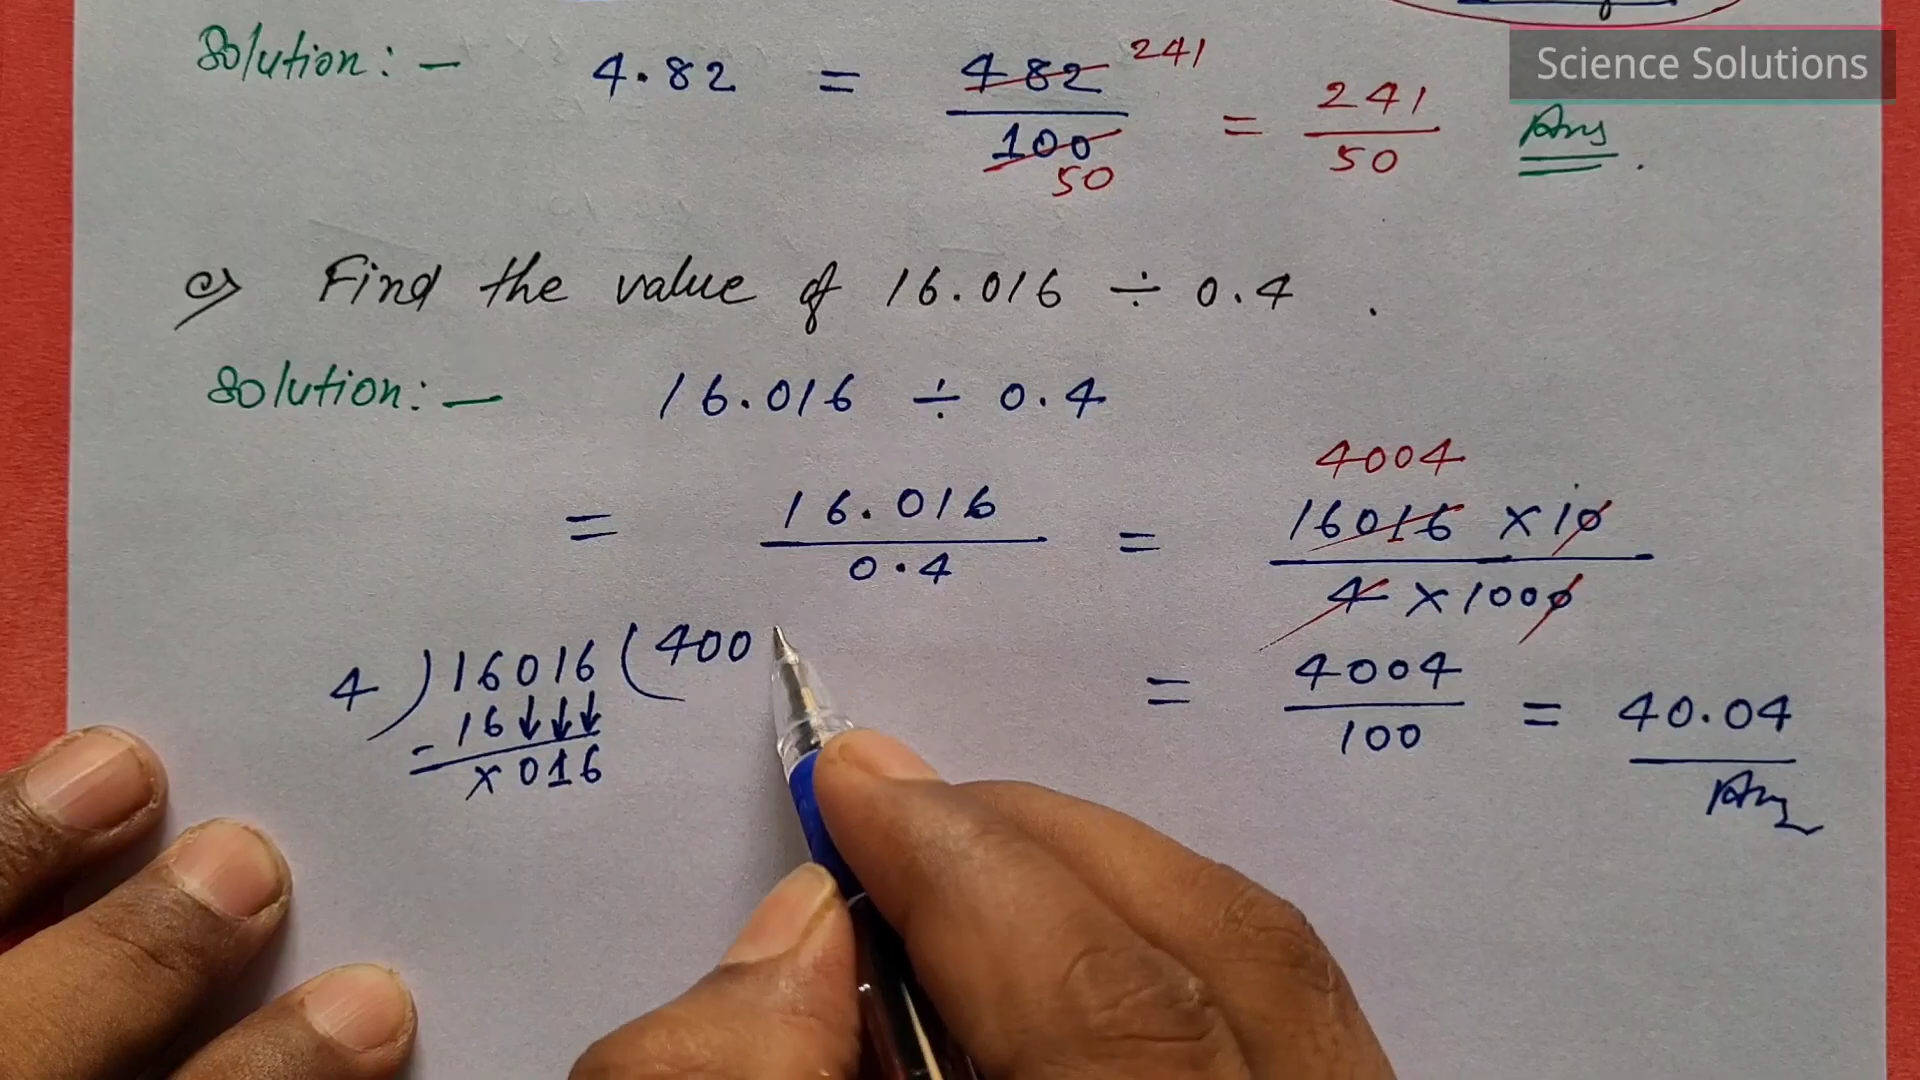 Science Solutions
Solution:- 4.82 = 482/100 241 50 = 241/50 Ans.
Find the value of 16.016 ÷ 0.4 .
Solution:- 16.016 ÷ 0.4
= 16.016/0.4 = 16016 × 10/4 × 1000 4004
= 4004/100 = 40.04
Ans
4 ) 16016 ( 400
- 16 ↓↓↓
× 016